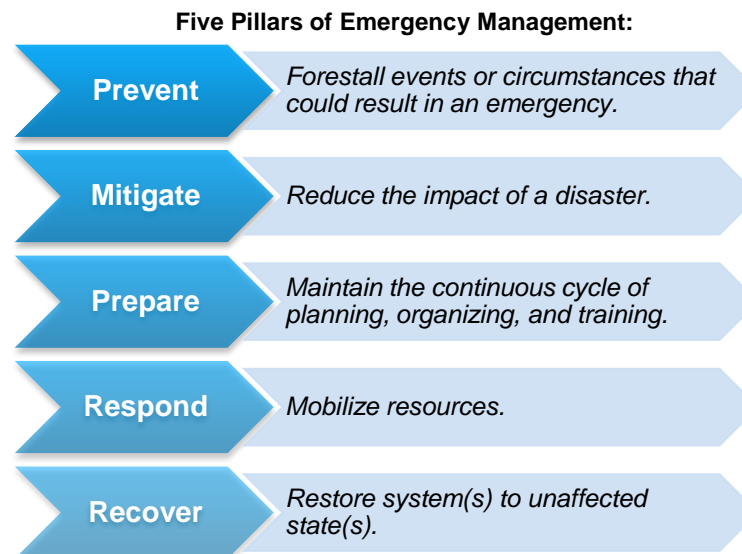 Five Pillars of Emergency Management:
Prevent
Forestall events or circumstances that
could result in an emergency.
Mitigate
Reduce the impact of a disaster.
Prepare
Maintain the continuous cycle of
planning, organizing, and training.
Respond
Mobilize resources.
Recover
Restore system(s) to unaffected
state(s).